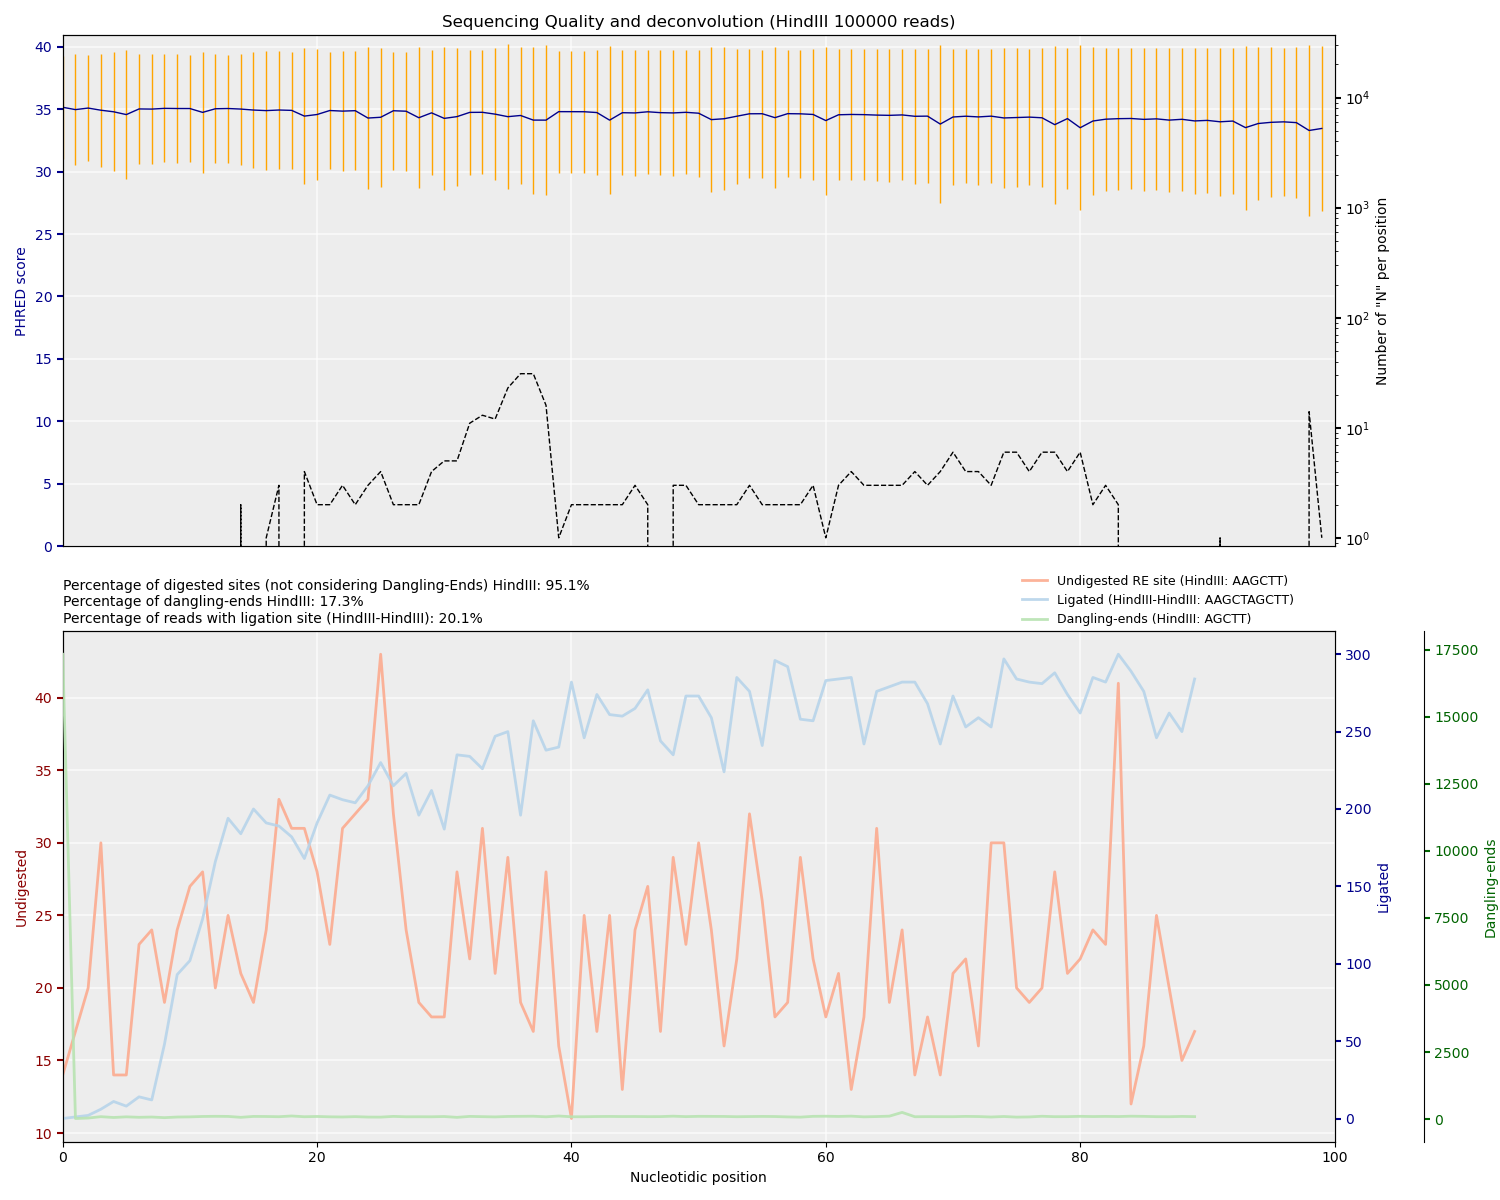 Sequencing Quality and deconvolution (HindIII 100000 reads)
40
35
30
25
20
15
10
5
0
PHRED score
10^4
10^3
10^2
10^1
10^0
Number of "N" per position
Percentage of digested sites (not considering Dangling-Ends) HindIII: 95.1%
Percentage of dangling-ends HindIII: 17.3%
Percentage of reads with ligation site (HindIII-HindIII): 20.1%
Undigested RE site (HindIII: AAGCTT)
Ligated (HindIII-HindIII: AAGCTAGCTT)
Dangling-ends (HindIII: AGCTT)
40
35
30
25
20
15
10
Undigested
300
250
200
150
100
50
0
Ligated
17500
15000
12500
10000
7500
5000
2500
0
Dangling-ends
0 20 40 60 80 100
Nucleotidic position